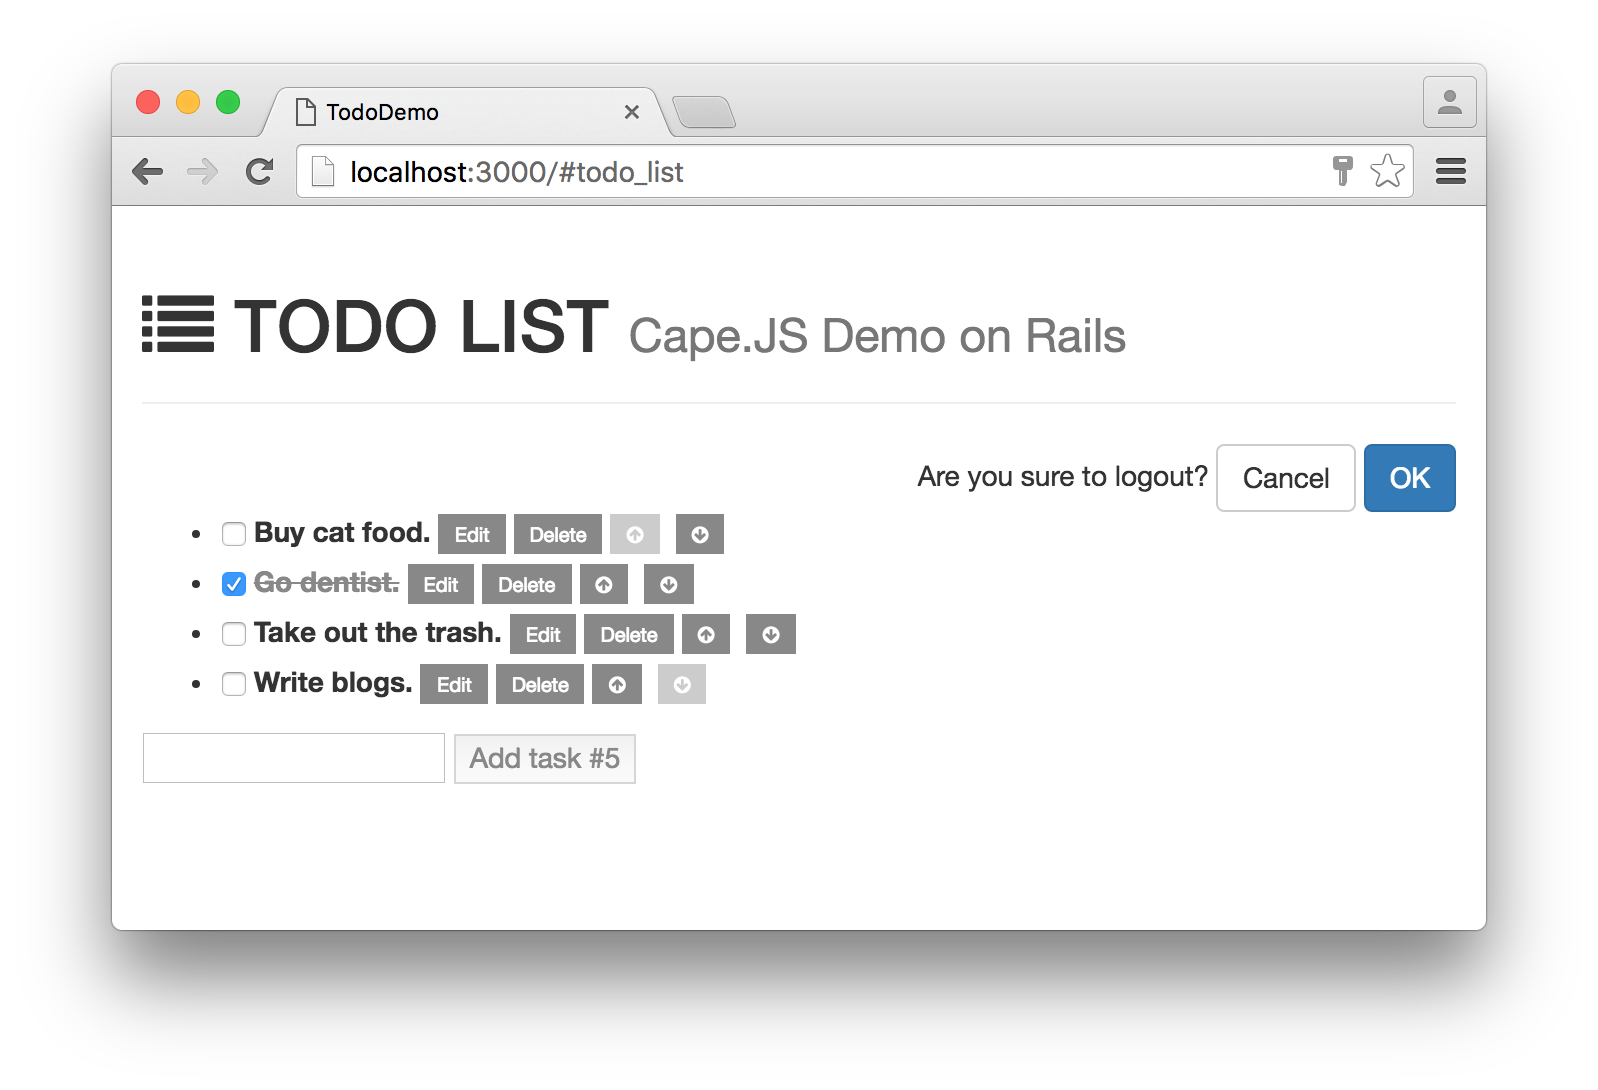 TodoDemo
localhost:3000/#todo_list
TODO LIST Cape.JS Demo on Rails
Are you sure to logout? Cancel OK
Buy cat food. Edit Delete
Go dentist. Edit Delete
Take out the trash. Edit Delete
Write blogs. Edit Delete
Add task #5